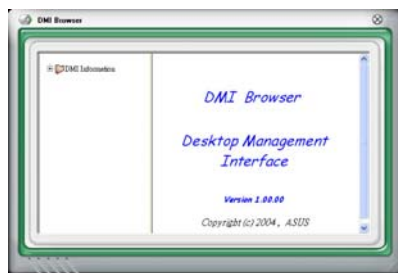 DMI Browser
DMI Information
DMI Browser
Desktop Management
Interface
Version 1.00.00
Copyright (c) 2004, ASUS